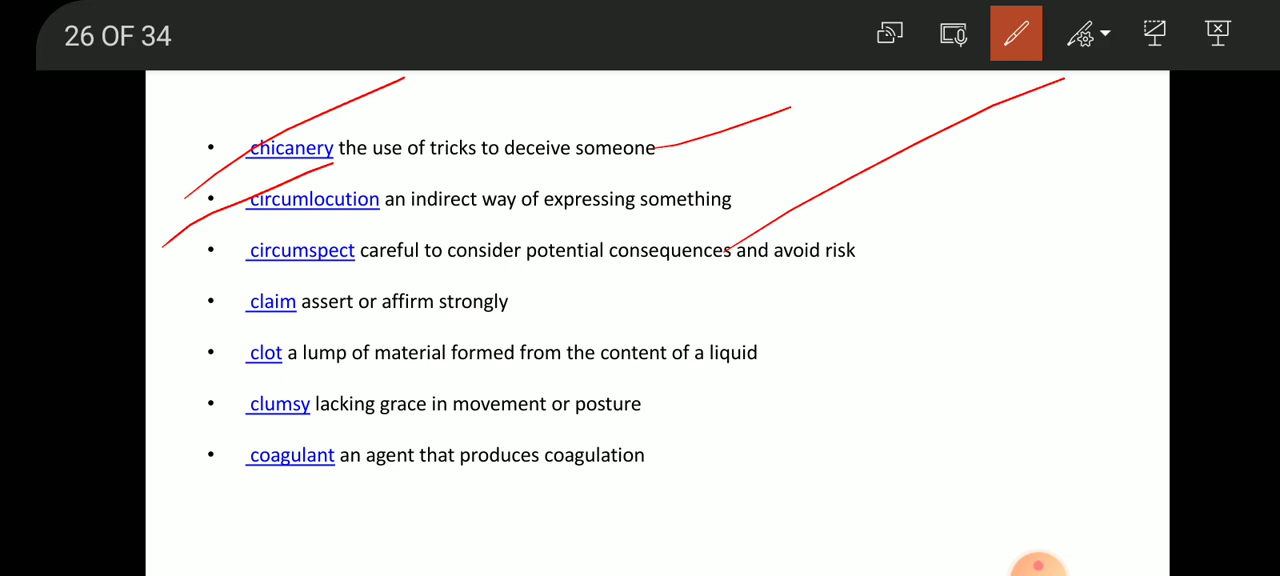 26 OF 34
• chicanery the use of tricks to deceive someone
• circumlocution an indirect way of expressing something
• circumspect careful to consider potential consequences and avoid risk
• claim assert or affirm strongly
• clot a lump of material formed from the content of a liquid
• clumsy lacking grace in movement or posture
• coagulant an agent that produces coagulation